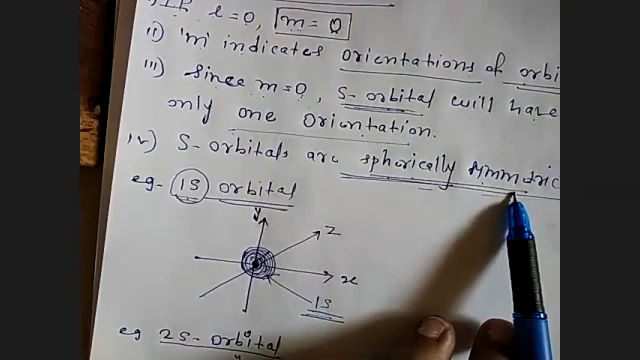 If l=0, m=0
ii) 'm' indicates orientations of orbi
iii) since m=0, S-orbital will have
only one orientation.
iv) S-orbitals are spherically symmetric
eg- 1S orbital
y
z
x
1S
eg 2S-orbital